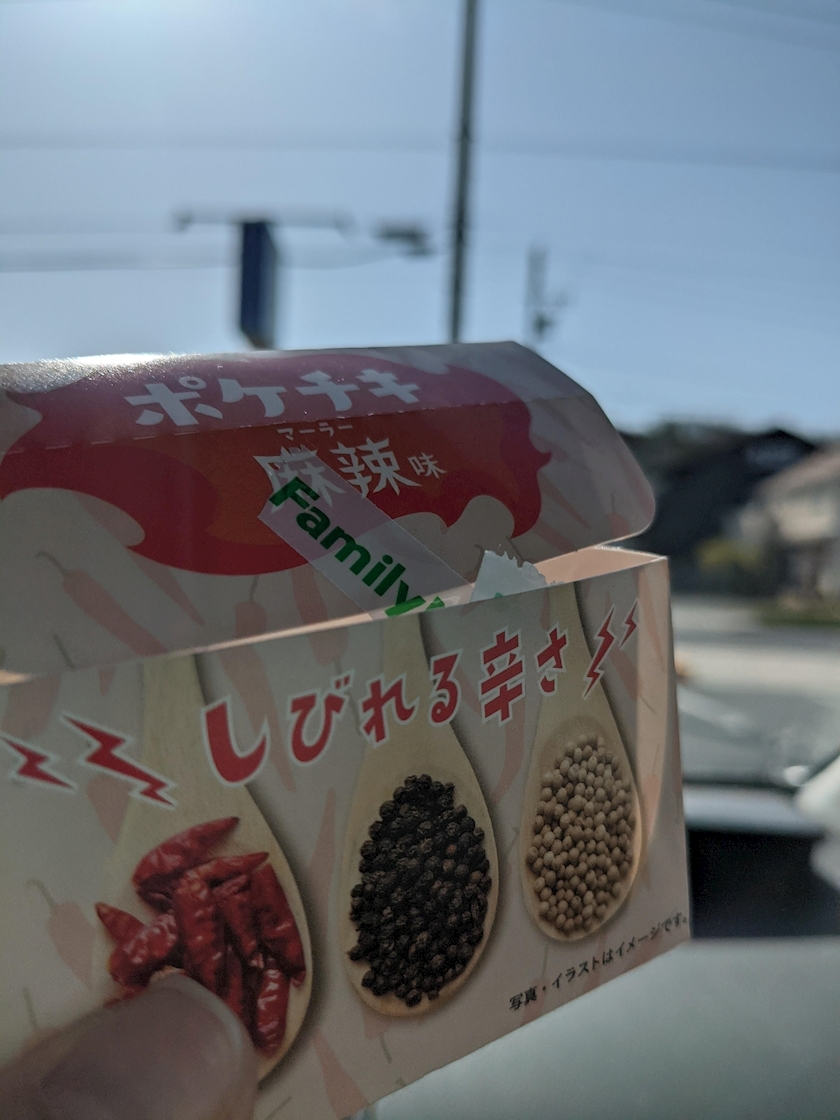 ポケチキ
マーラー
麻辣味
Family
しびれる辛さ
写真・イラストはイメージです。